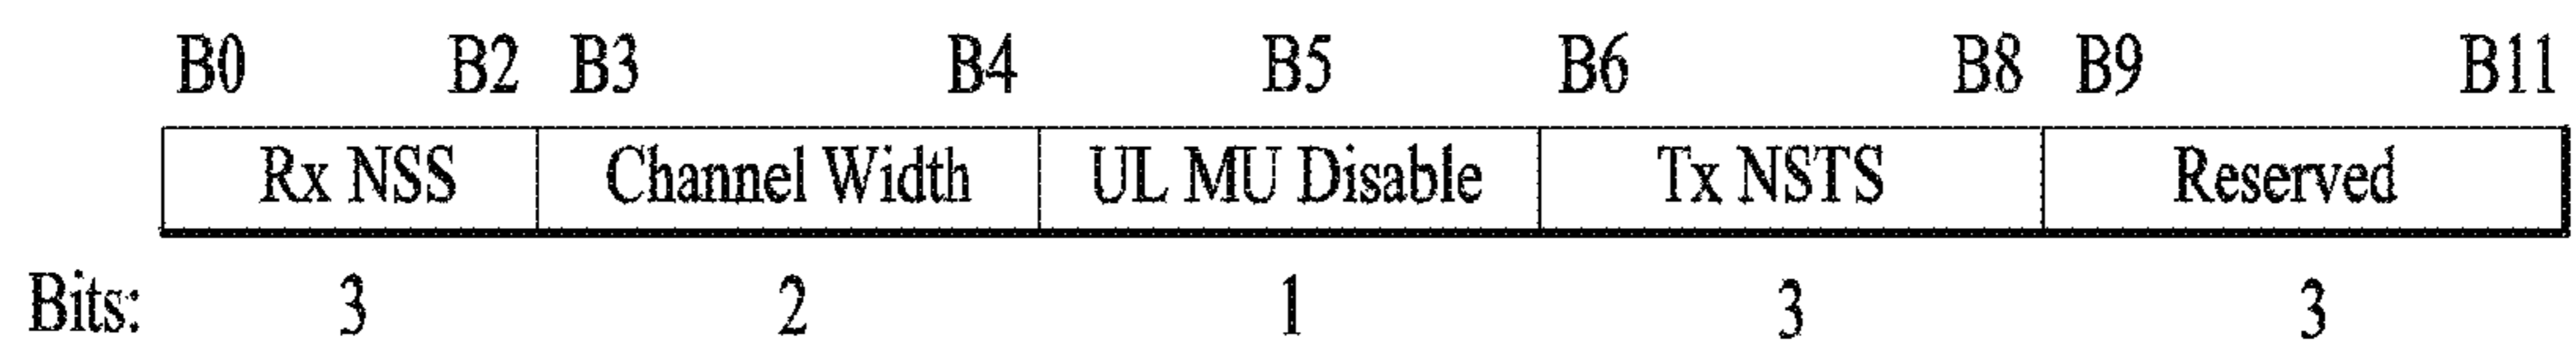 B0 B2 B3 B4 B5 B6 B8 B9 B11
Rx NSS Channel Width UL MU Disable Tx NSTS Reserved
Bits: 3 2 1 3 3